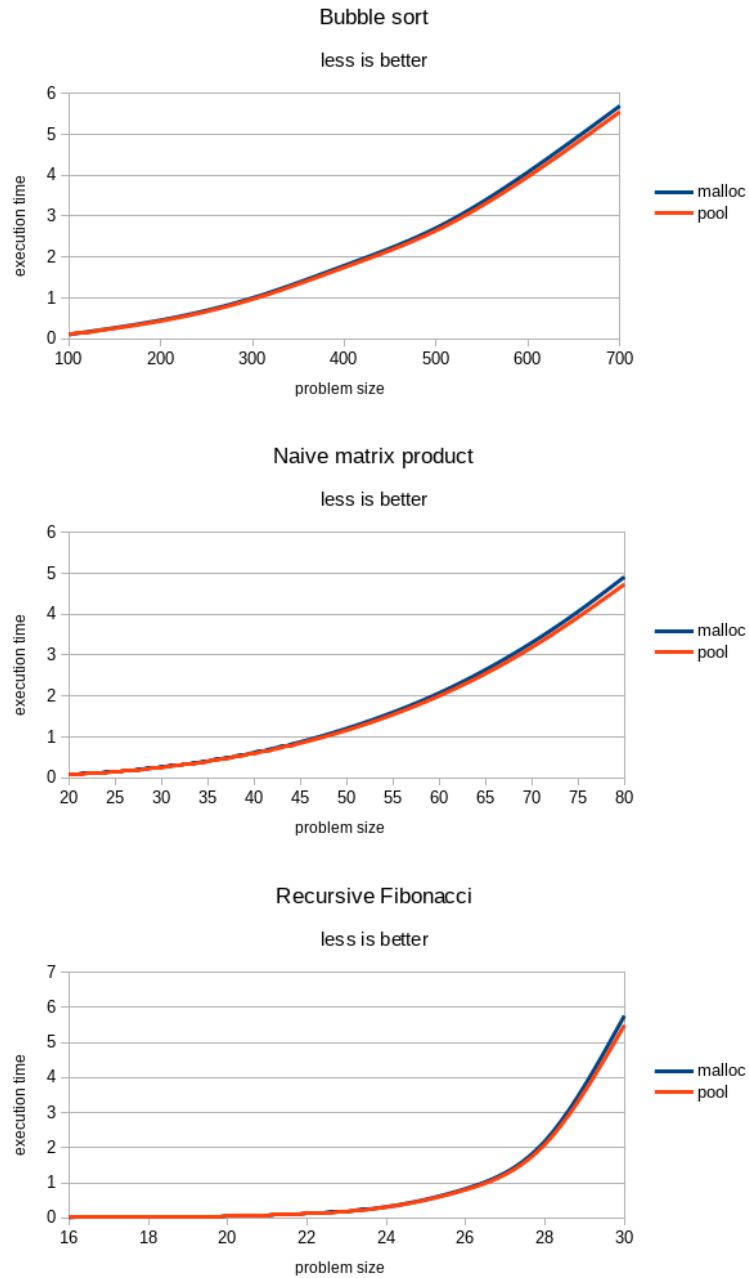 Bubble sort
less is better
6
5
4
3
2
1
0
100 200 300 400 500 600 700
execution time
problem size
malloc
pool
Naive matrix product
less is better
6
5
4
3
2
1
0
20 25 30 35 40 45 50 55 60 65 70 75 80
execution time
problem size
malloc
pool
Recursive Fibonacci
less is better
7
6
5
4
3
2
1
0
16 18 20 22 24 26 28 30
execution time
problem size
malloc
pool